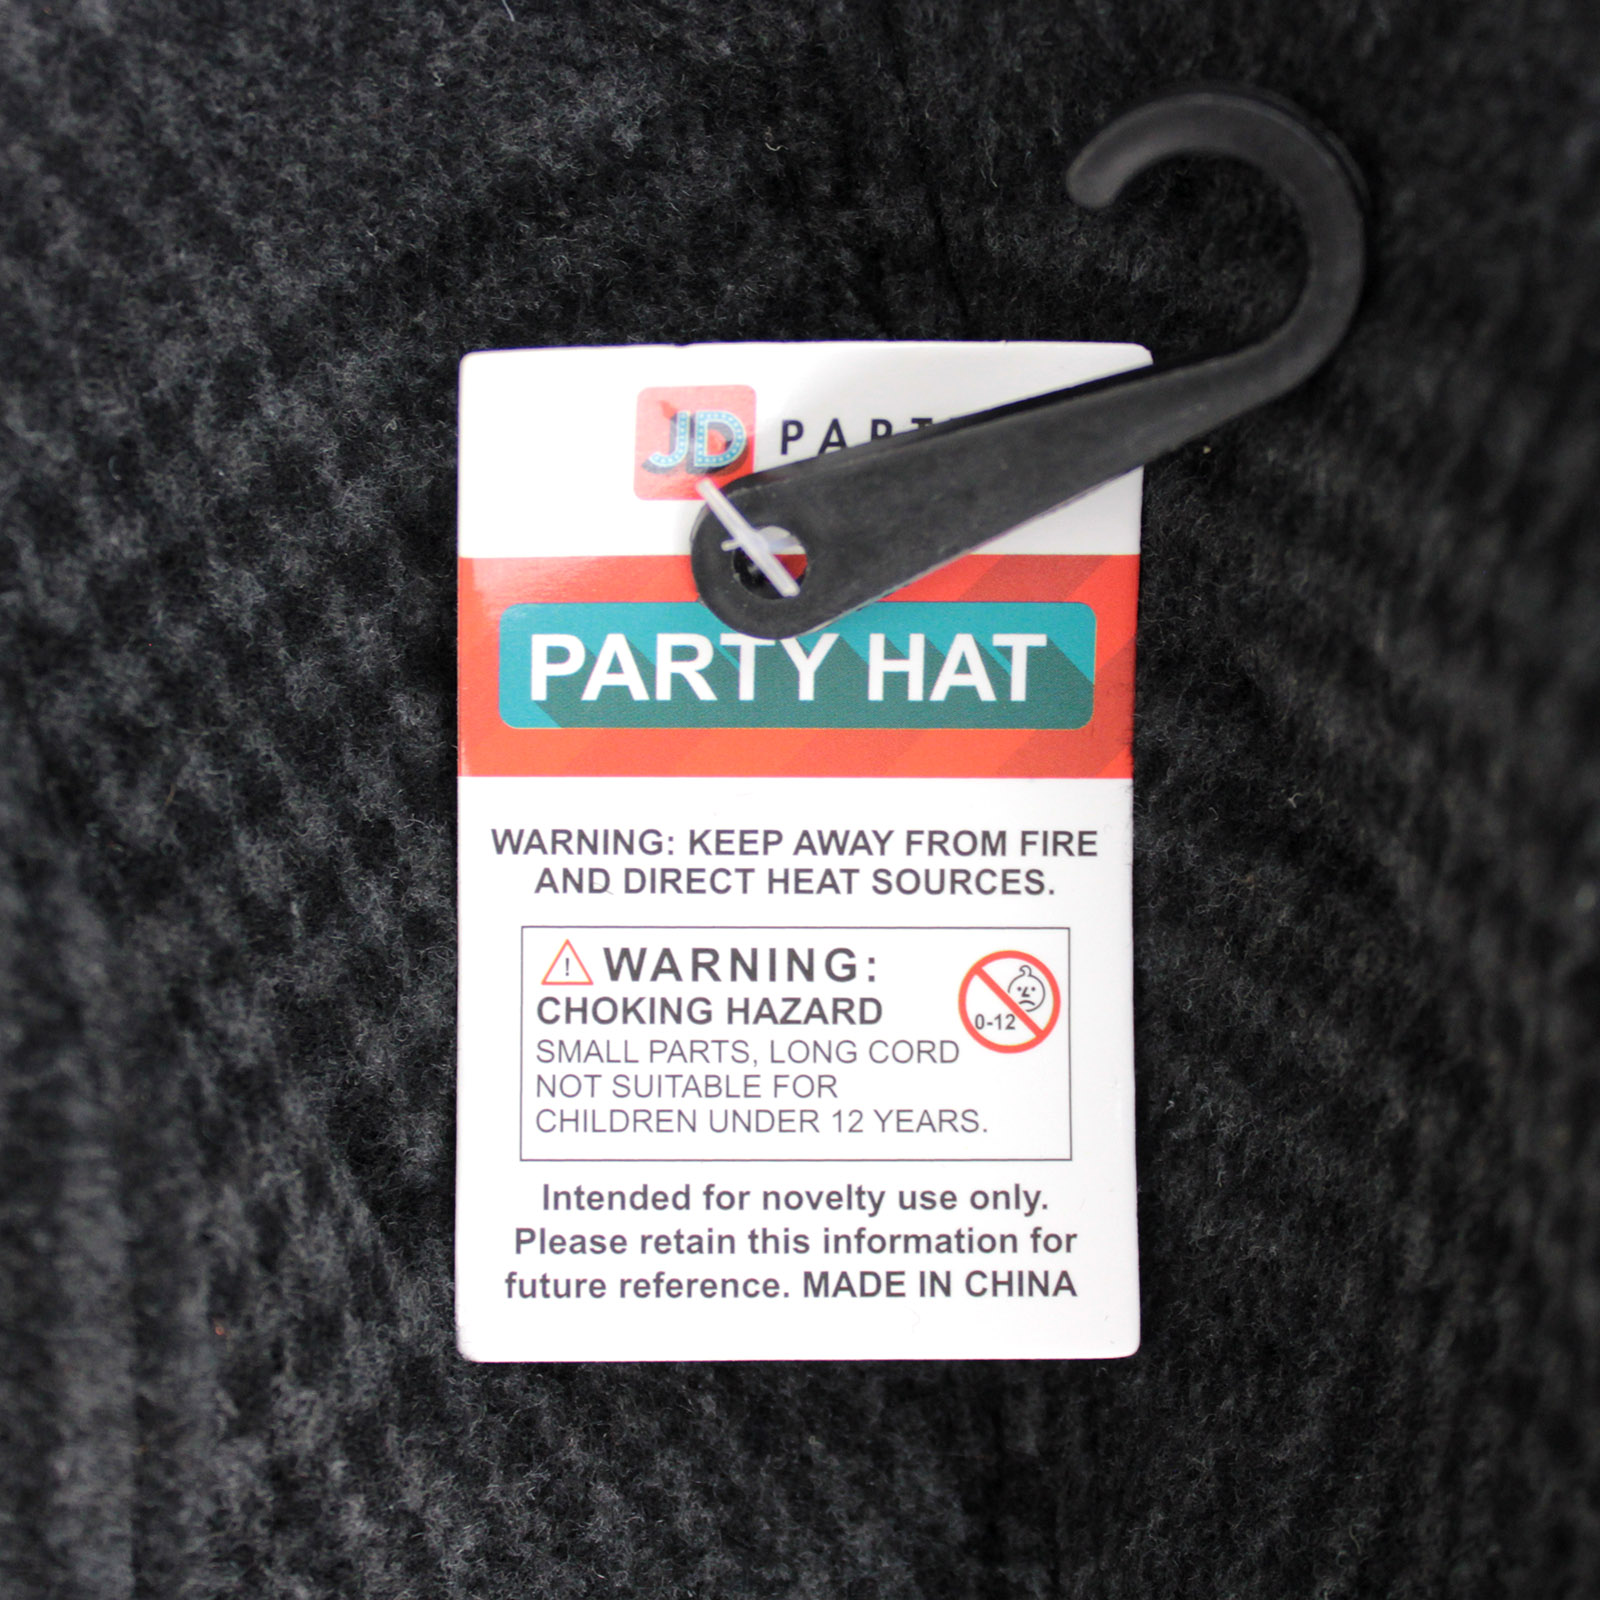 JD
PARTY HAT
WARNING: KEEP AWAY FROM FIRE
AND DIRECT HEAT SOURCES.
! WARNING:
CHOKING HAZARD
0-12
SMALL PARTS, LONG CORD
NOT SUITABLE FOR
CHILDREN UNDER 12 YEARS.
Intended for novelty use only.
Please retain this information for
future reference. MADE IN CHINA